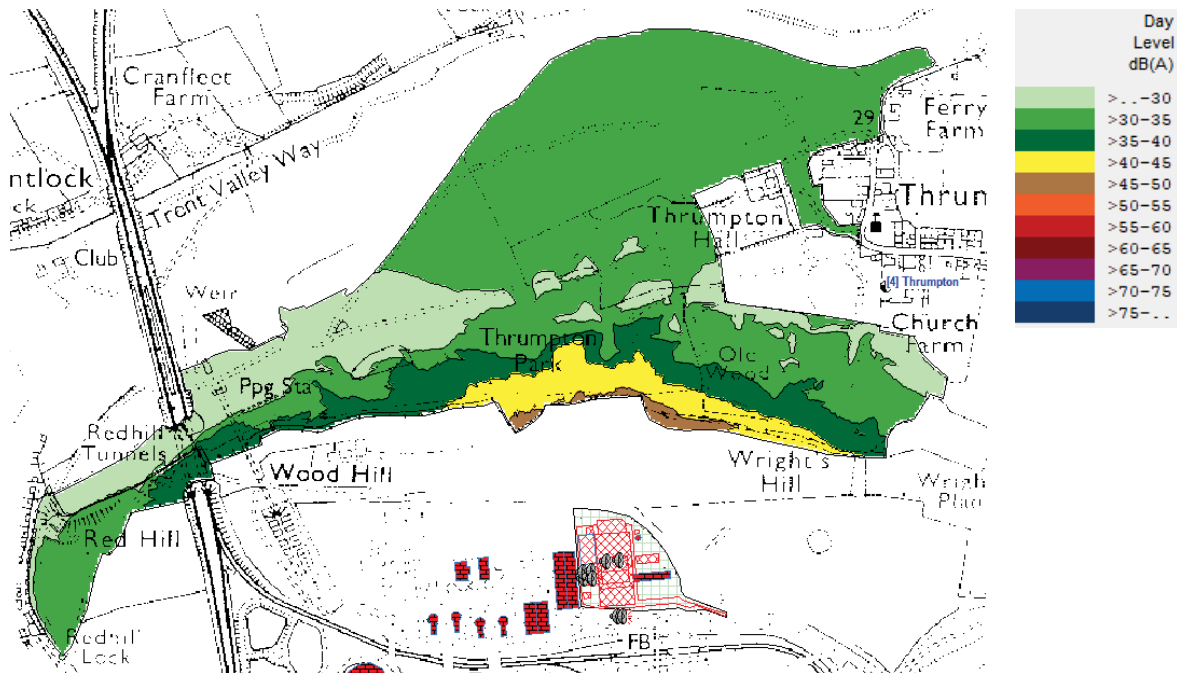 Cranfleet
Farm
ntlock
ck
Trent Valley Way
Club
Weir
29
Ferry
Farm
Thrumpton
Hall
Thrun
[4] Thrumpton
Church
Farm
Thrumpton
Park
Old
Wood
Ppg Sta
Redhill
Tunnels
Wood Hill
Wright's
Hill
Wrigh
Red Hill
Redhill
Lock
FB
Day
Level
dB(A)
>..-30
>30-35
>35-40
>40-45
>45-50
>50-55
>55-60
>60-65
>65-70
>70-75
>75-..